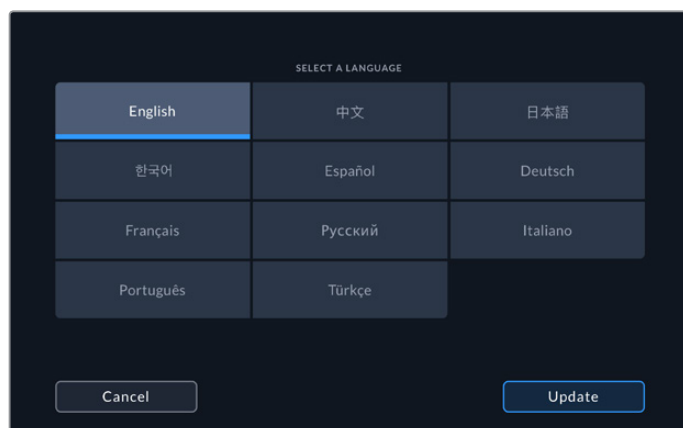 SELECT A LANGUAGE
English
中文
日本語
한국어
Español
Deutsch
Français
Русский
Italiano
Português
Türkçe
Cancel
Update